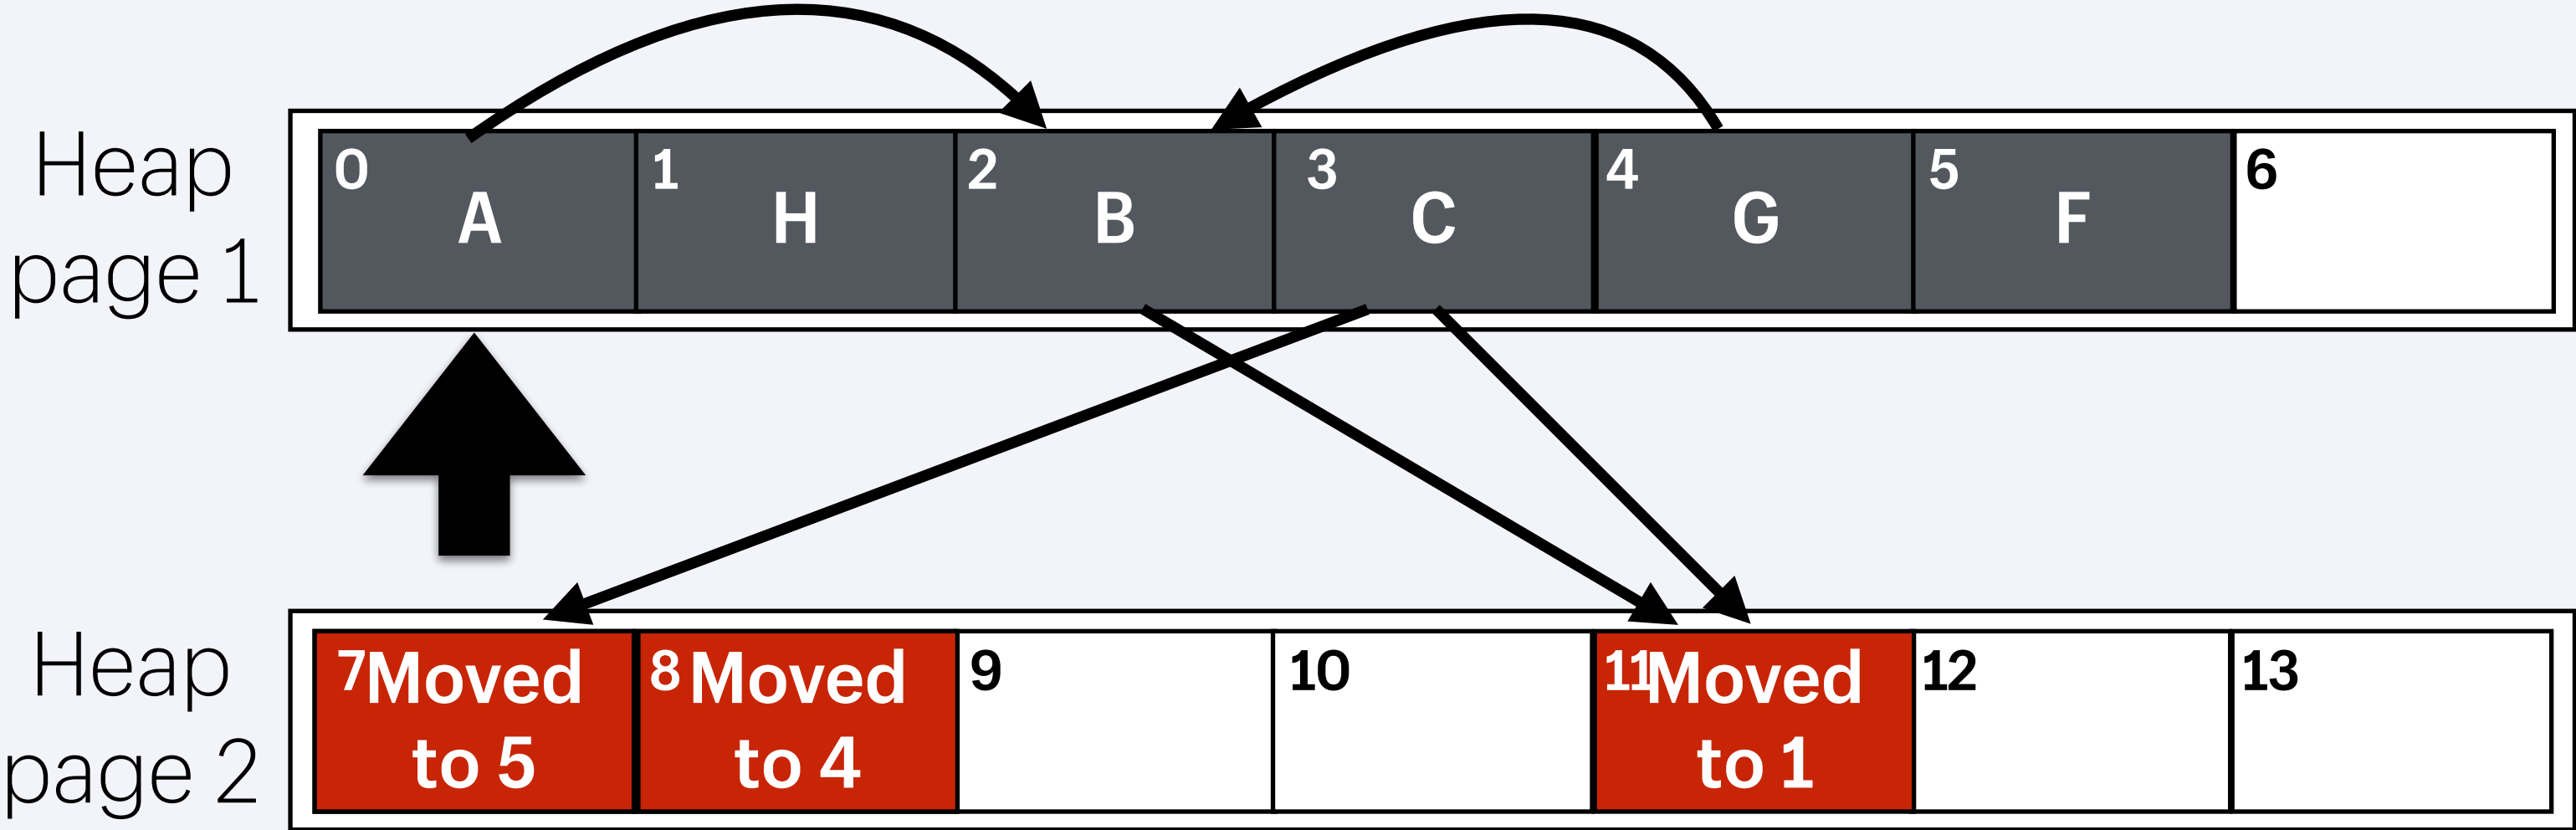 Heap
page 1
0 A
1 H
2 B
3 C
4 G
5 F
6
Heap
page 2
7 Moved
to 5
8 Moved
to 4
9
10
11 Moved
to 1
12
13